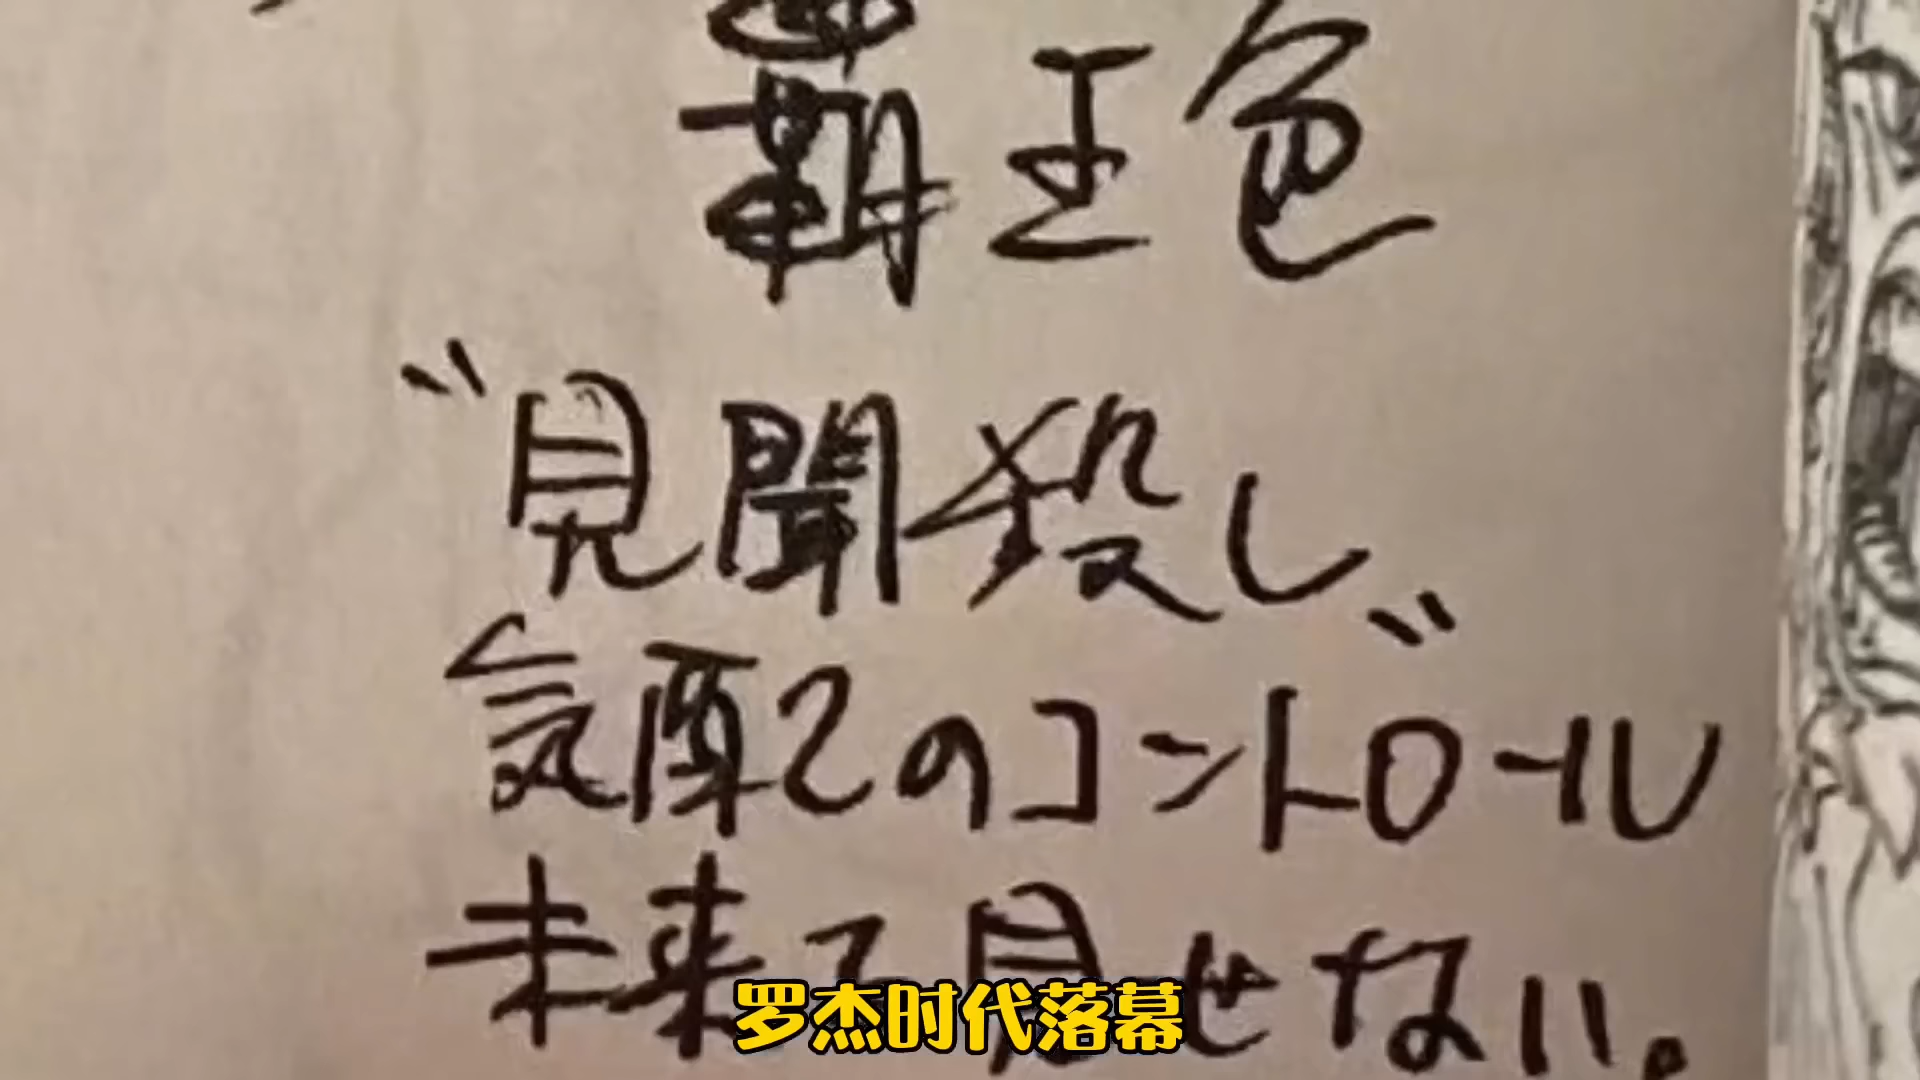 覇王色
〝見聞殺し〟
気配のコントロール
未来を見せない。
罗杰时代落幕